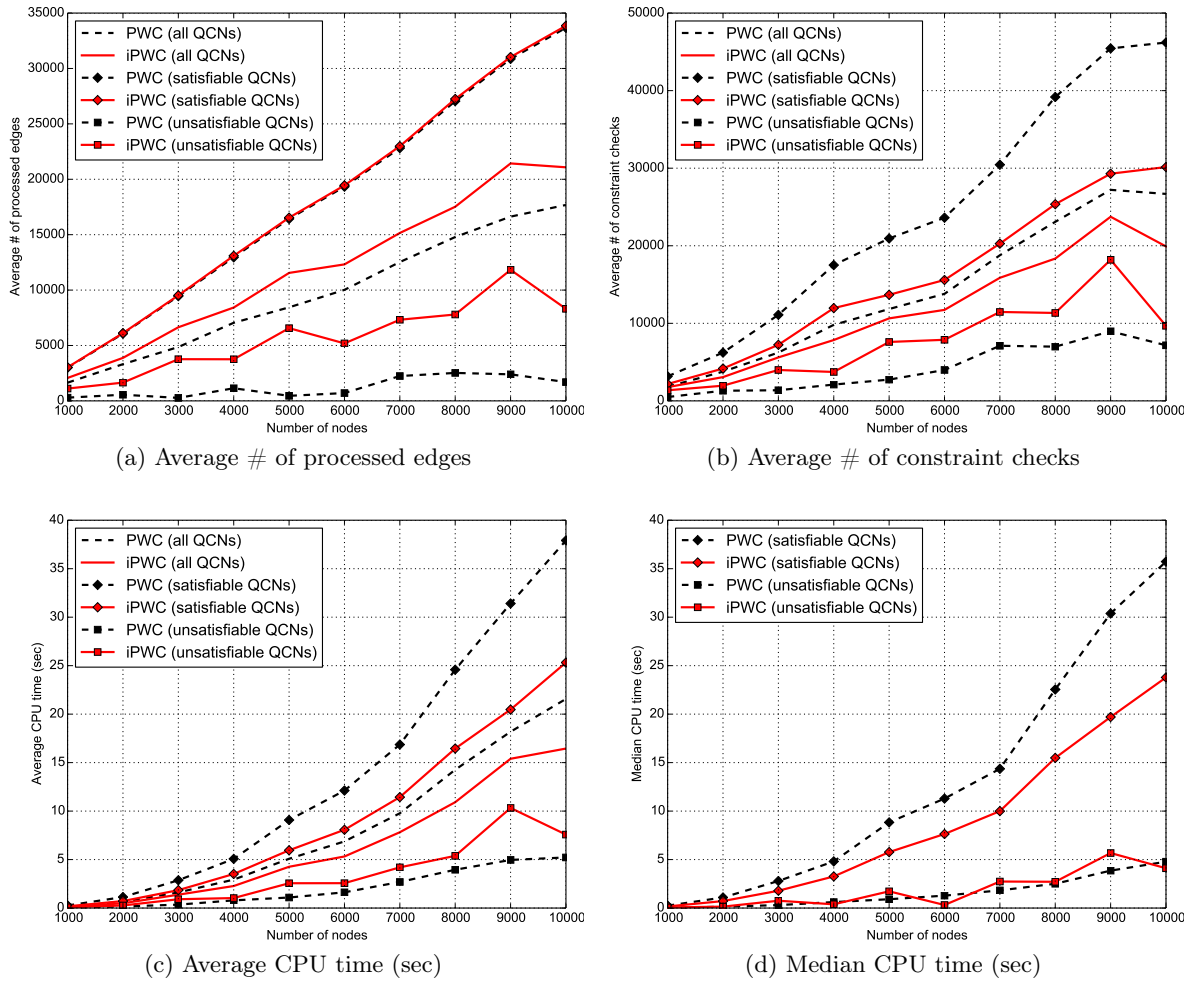 35000
30000
25000
20000
15000
10000
5000
0
Average # of processed edges
PWC (all QCNs)
iPWC (all QCNs)
PWC (satisfiable QCNs)
iPWC (satisfiable QCNs)
PWC (unsatisfiable QCNs)
iPWC (unsatisfiable QCNs)
1000 2000 3000 4000 5000 6000 7000 8000 9000 10000
Number of nodes
(a) Average # of processed edges
50000
40000
30000
20000
10000
0
Average # of constraint checks
PWC (all QCNs)
iPWC (all QCNs)
PWC (satisfiable QCNs)
iPWC (satisfiable QCNs)
PWC (unsatisfiable QCNs)
iPWC (unsatisfiable QCNs)
1000 2000 3000 4000 5000 6000 7000 8000 9000 10000
Number of nodes
(b) Average # of constraint checks
40
35
30
25
20
15
10
5
0
Average CPU time (sec)
PWC (all QCNs)
iPWC (all QCNs)
PWC (satisfiable QCNs)
iPWC (satisfiable QCNs)
PWC (unsatisfiable QCNs)
iPWC (unsatisfiable QCNs)
1000 2000 3000 4000 5000 6000 7000 8000 9000 10000
Number of nodes
(c) Average CPU time (sec)
40
35
30
25
20
15
10
5
0
Median CPU time (sec)
PWC (satisfiable QCNs)
iPWC (satisfiable QCNs)
PWC (unsatisfiable QCNs)
iPWC (unsatisfiable QCNs)
1000 2000 3000 4000 5000 6000 7000 8000 9000 10000
Number of nodes
(d) Median CPU time (sec)